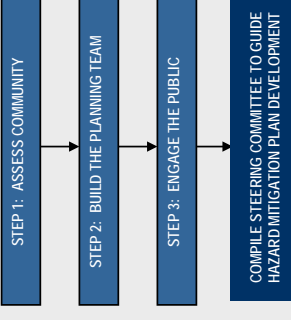 STEP 1: ASSESS COMMUNITY
STEP 2: BUILD THE PLANNING TEAM
STEP 3: ENGAGE THE PUBLIC
COMPILE STEERING COMMITTEE TO GUIDE
HAZARD MITIGATION PLAN DEVELOPMENT